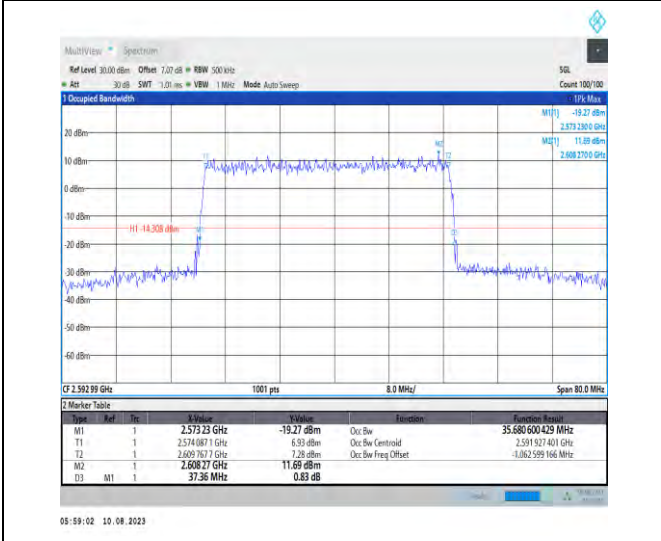 MultiView Spectrum
Ref Level 30.00 dBm Offset 7.07 dB RBW 500 kHz SGL
Att 30 dB SWT 1.01 ms VBW 1 MHz Mode Auto Sweep Count 100/100
1 Occupied Bandwidth 1Pk Max
M1[1] -19.27 dBm
2.573 230 0 GHz
M2[1] 11.69 dBm
2.608 270 0 GHz
20 dBm
M2
10 dBm T1 T2
0 dBm
-10 dBm
H1 -14.308 dBm
M1 D3
-20 dBm
-30 dBm
-40 dBm
-50 dBm
-60 dBm
CF 2.592 99 GHz 1001 pts 8.0 MHz/ Span 80.0 MHz
2 Marker Table
Type Ref Trc X-Value Y-Value Function Function Result
M1 1 2.573 23 GHz -19.27 dBm Occ Bw 35.680 600 429 MHz
T1 1 2.574 087 1 GHz 6.93 dBm Occ Bw Centroid 2.591 927 401 GHz
T2 1 2.609 767 7 GHz 7.28 dBm Occ Bw Freq Offset -1.062 599 166 MHz
M2 1 2.608 27 GHz 11.69 dBm
D3 M1 1 37.36 MHz 0.83 dB
05:59:02 10.08.2023